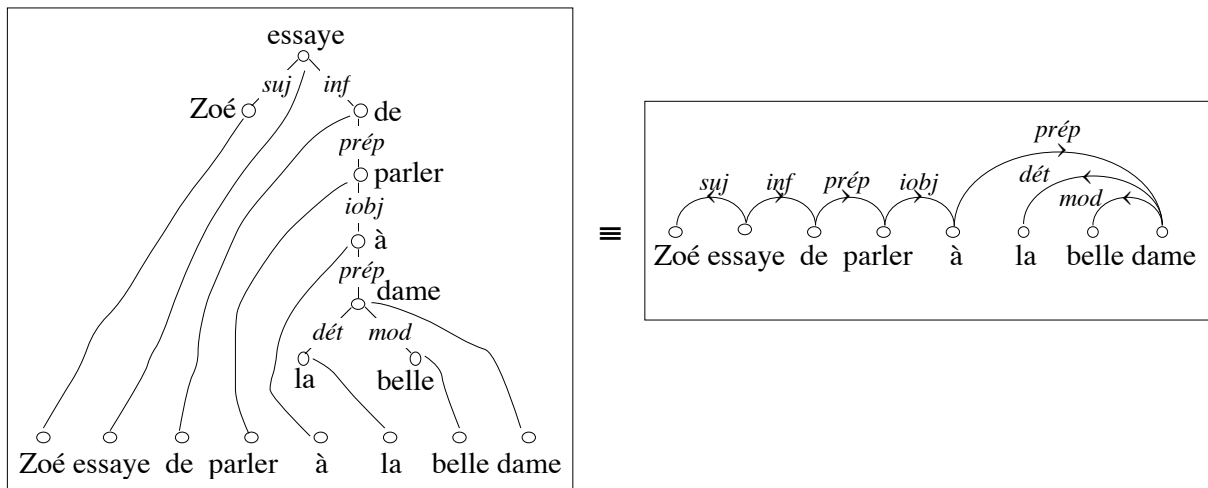 essaye
suj inf
Zoé de
prép
parler
iobj
à
prép
dame
dét mod
la belle
Zoé essaye de parler à la belle dame
≡
prép
dét
suj inf prép iobj mod
Zoé essaye de parler à la belle dame